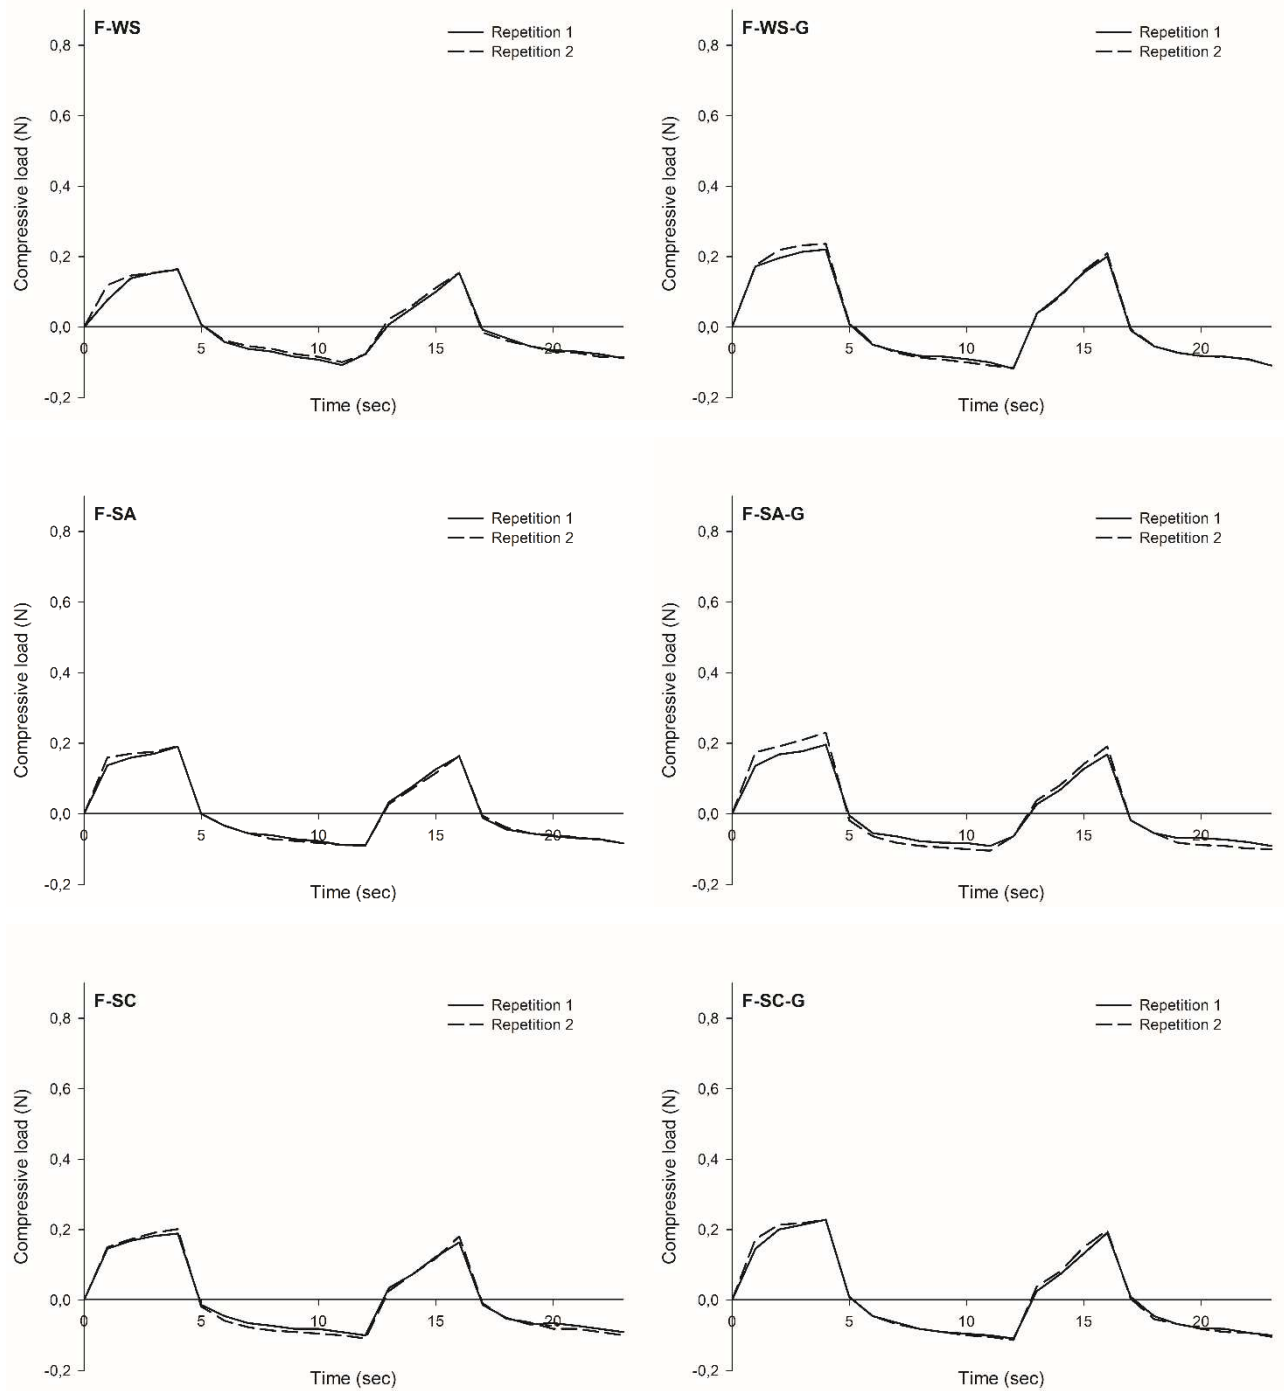 F-WS
Repetition 1
Repetition 2
Compressive load (N)
0,8
0,6
0,4
0,2
0,0
-0,2
0 5 10 15 20
Time (sec)
F-WS-G
Repetition 1
Repetition 2
Compressive load (N)
0,8
0,6
0,4
0,2
0,0
-0,2
0 5 10 15 20
Time (sec)
F-SA
Repetition 1
Repetition 2
Compressive load (N)
0,8
0,6
0,4
0,2
0,0
-0,2
0 5 10 15 20
Time (sec)
F-SA-G
Repetition 1
Repetition 2
Compressive load (N)
0,8
0,6
0,4
0,2
0,0
-0,2
0 5 10 15 20
Time (sec)
F-SC
Repetition 1
Repetition 2
Compressive load (N)
0,8
0,6
0,4
0,2
0,0
-0,2
0 5 10 15 20
Time (sec)
F-SC-G
Repetition 1
Repetition 2
Compressive load (N)
0,8
0,6
0,4
0,2
0,0
-0,2
0 5 10 15 20
Time (sec)